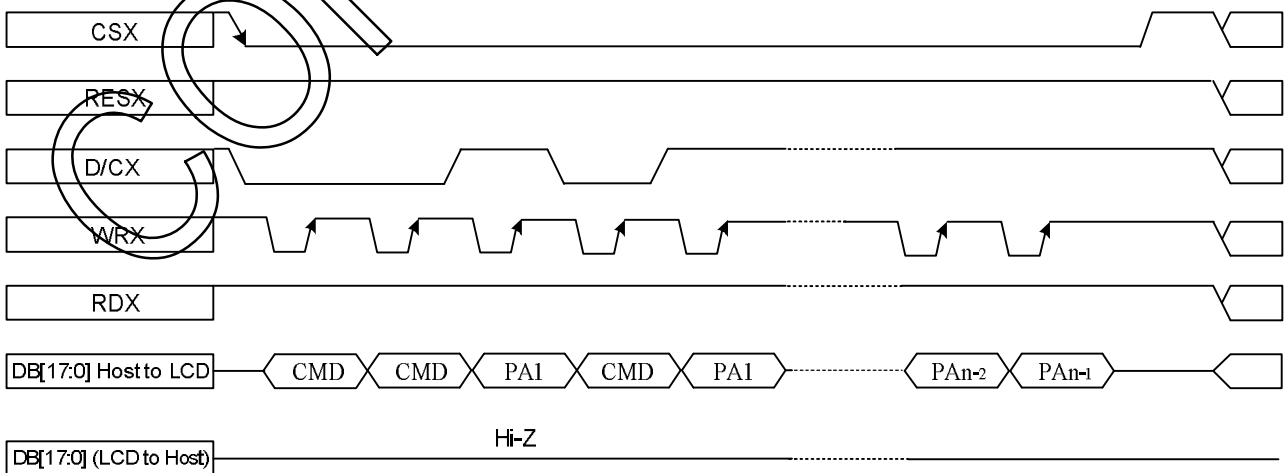 CSX
RESX
D/CX
WRX
RDX
DB[17:0] Host to LCD
CMD
CMD
PA1
CMD
PA1
PAn-2
PAn-1
Hi-Z
DB[17:0] (LCD to Host)